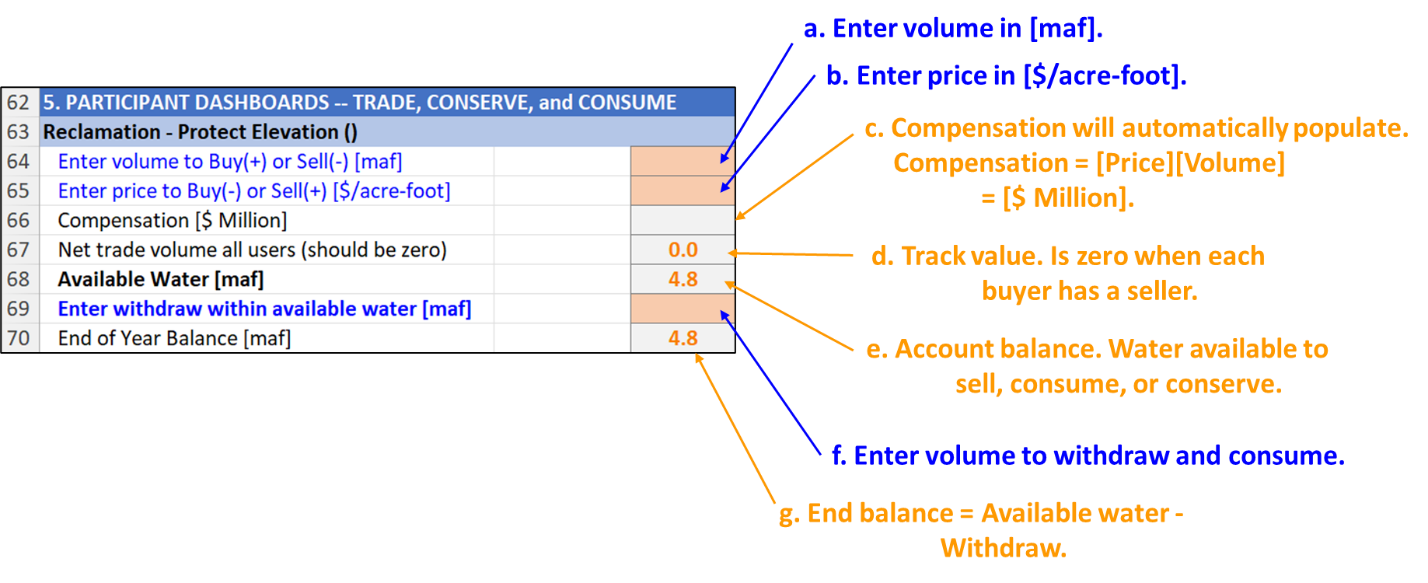 a. Enter volume in [maf].
b. Enter price in [$/acre-foot].
c. Compensation will automatically populate.
Compensation = [Price][Volume]
= [$ Million].
d. Track value. Is zero when each
buyer has a seller.
e. Account balance. Water available to
sell, consume, or conserve.
f. Enter volume to withdraw and consume.
g. End balance = Available water -
Withdraw.
62 5. PARTICIPANT DASHBOARDS -- TRADE, CONSERVE, and CONSUME
63 Reclamation - Protect Elevation ()
64 Enter volume to Buy(+) or Sell(-) [maf]
65 Enter price to Buy(-) or Sell(+) [$/acre-foot]
66 Compensation [$ Million]
67 Net trade volume all users (should be zero) 0.0
68 Available Water [maf] 4.8
69 Enter withdraw within available water [maf]
70 End of Year Balance [maf] 4.8